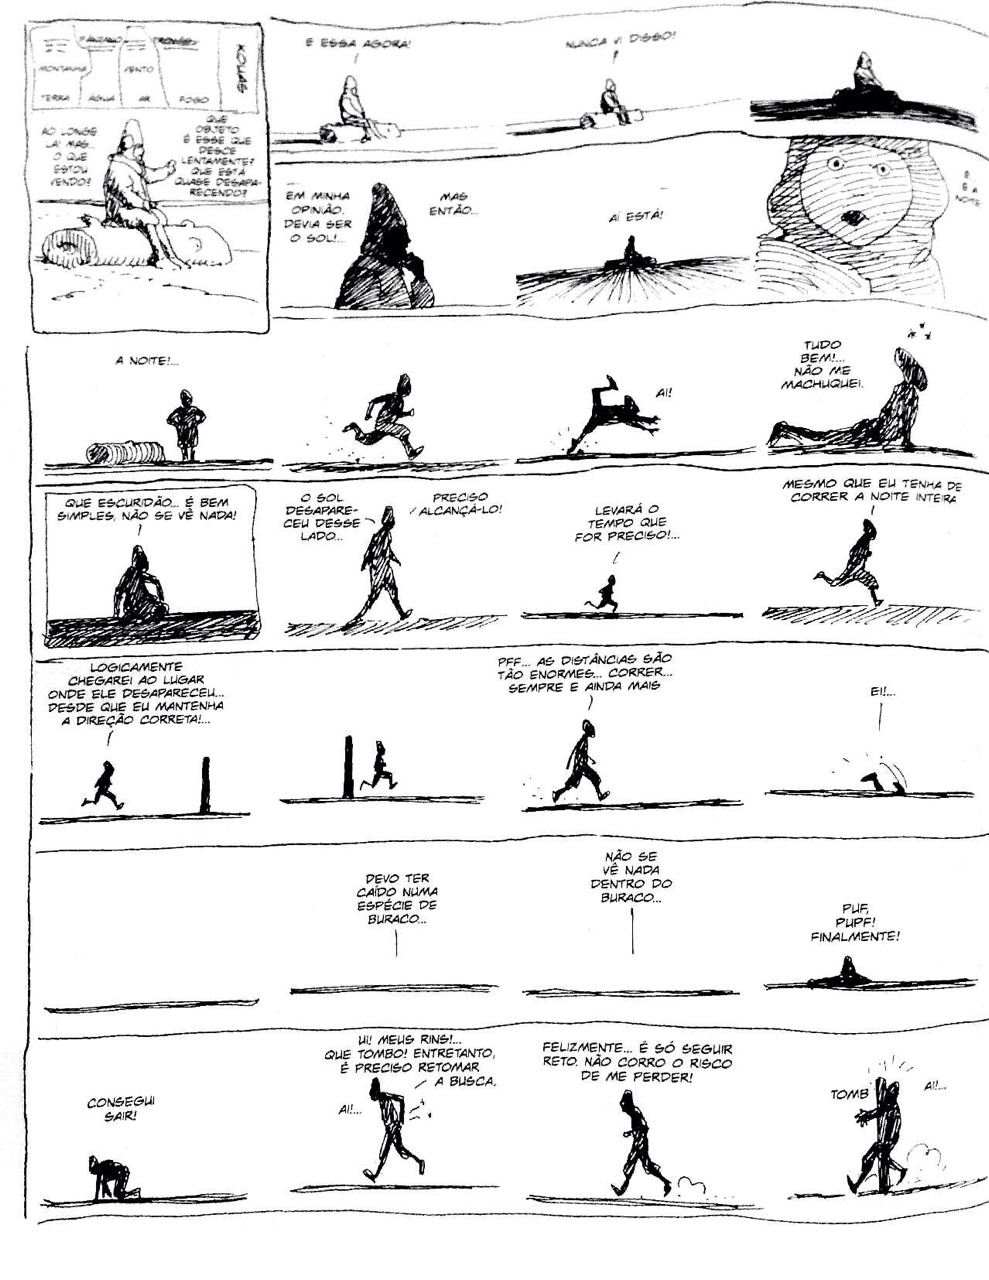 KOUAS
MONTANHA
VENTO
TERRA
ÁGUA
AR
FOGO
AO LONGE
LÁ! MAS...
O QUE
ESTOU
VENDO?
QUE
OBJETO
É ESSE QUE
DESCE
LENTAMENTE?
QUE ESTÁ
QUASE DESAPA-
RECENDO?
E ESSA AGORA!
NUNCA VI DISSO!
EM MINHA
OPINIÃO,
DEVIA SER
O SOL!...
MAS
ENTÃO...
AÍ ESTÁ!
É A
NOITE
A NOITE!...
AI!
TUDO
BEM!...
NÃO ME
MACHUQUEI.
QUE ESCURIDÃO... É BEM
SIMPLES, NÃO SE VÊ NADA!
O SOL
DESAPARE-
CEU DESSE
LADO...
PRECISO
ALCANÇÁ-LO!
LEVARÁ O
TEMPO QUE
FOR PRECISO!...
MESMO QUE EU TENHA DE
CORRER A NOITE INTEIRA
LOGICAMENTE
CHEGAREI AO LUGAR
ONDE ELE DESAPARECEU...
DESDE QUE EU MANTENHA
A DIREÇÃO CORRETA!...
PFF... AS DISTÂNCIAS SÃO
TÃO ENORMES... CORRER...
SEMPRE E AINDA MAIS
EI!...
DEVO TER
CAÍDO NUMA
ESPÉCIE DE
BURACO...
NÃO SE
VÊ NADA
DENTRO DO
BURACO...
PUF,
PUPF!
FINALMENTE!
CONSEGUI
SAIR!
UI! MEUS RINS!...
QUE TOMBO! ENTRETANTO,
É PRECISO RETOMAR
A BUSCA.
AI!...
FELIZMENTE... É SÓ SEGUIR
RETO. NÃO CORRO O RISCO
DE ME PERDER!
TOMB
AI!...